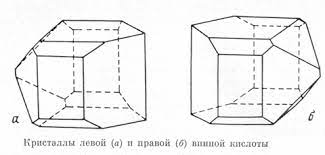 а
б
Кристаллы левой (а) и правой (б) винной кислоты